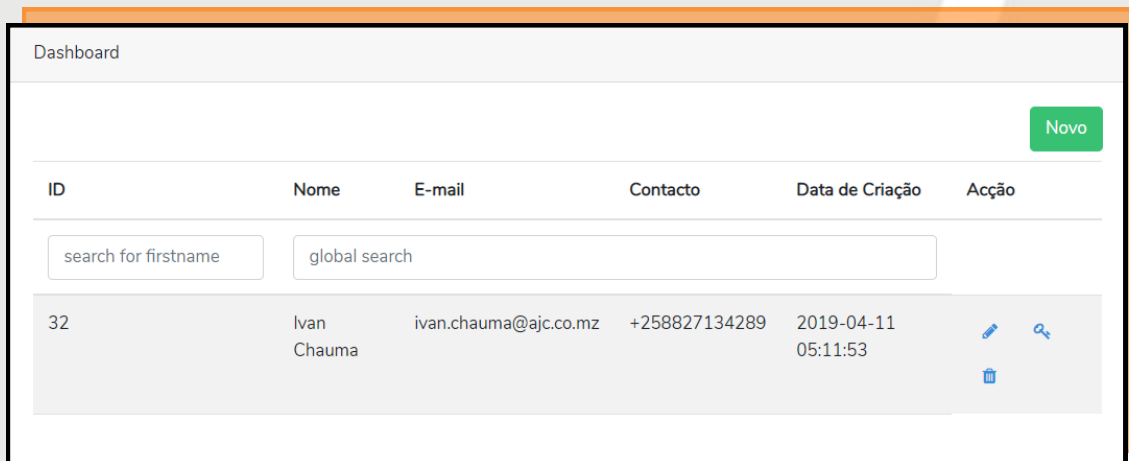 Dashboard
Novo
ID Nome E-mail Contacto Data de Criação Acção
search for firstname global search
32 Ivan ivan.chauma@ajc.co.mz +258827134289 2019-04-11
Chauma 05:11:53